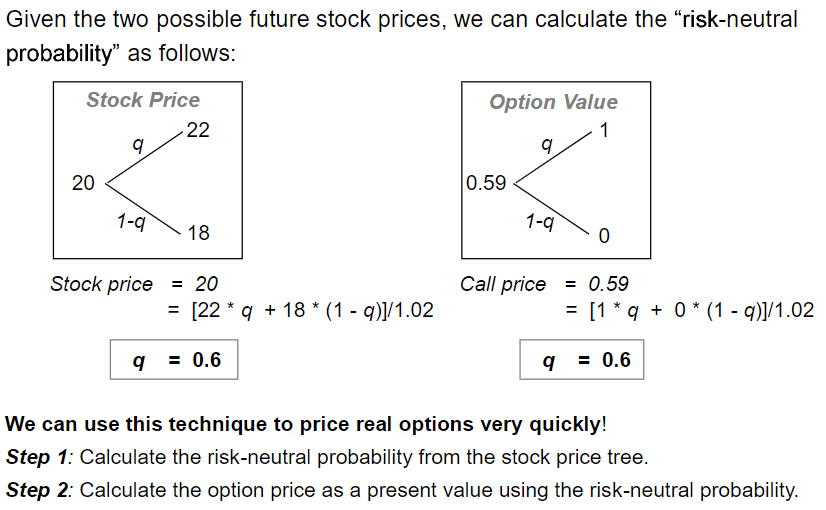 Given the two possible future stock prices, we can calculate the “risk-neutral
probability” as follows:
Stock Price
q
22
20
1-q
18
Stock price = 20
= [22 * q + 18 * (1 - q)]/1.02
q = 0.6
Option Value
q
1
0.59
1-q
0
Call price = 0.59
= [1 * q + 0 * (1 - q)]/1.02
q = 0.6
We can use this technique to price real options very quickly!
Step 1: Calculate the risk-neutral probability from the stock price tree.
Step 2: Calculate the option price as a present value using the risk-neutral probability.